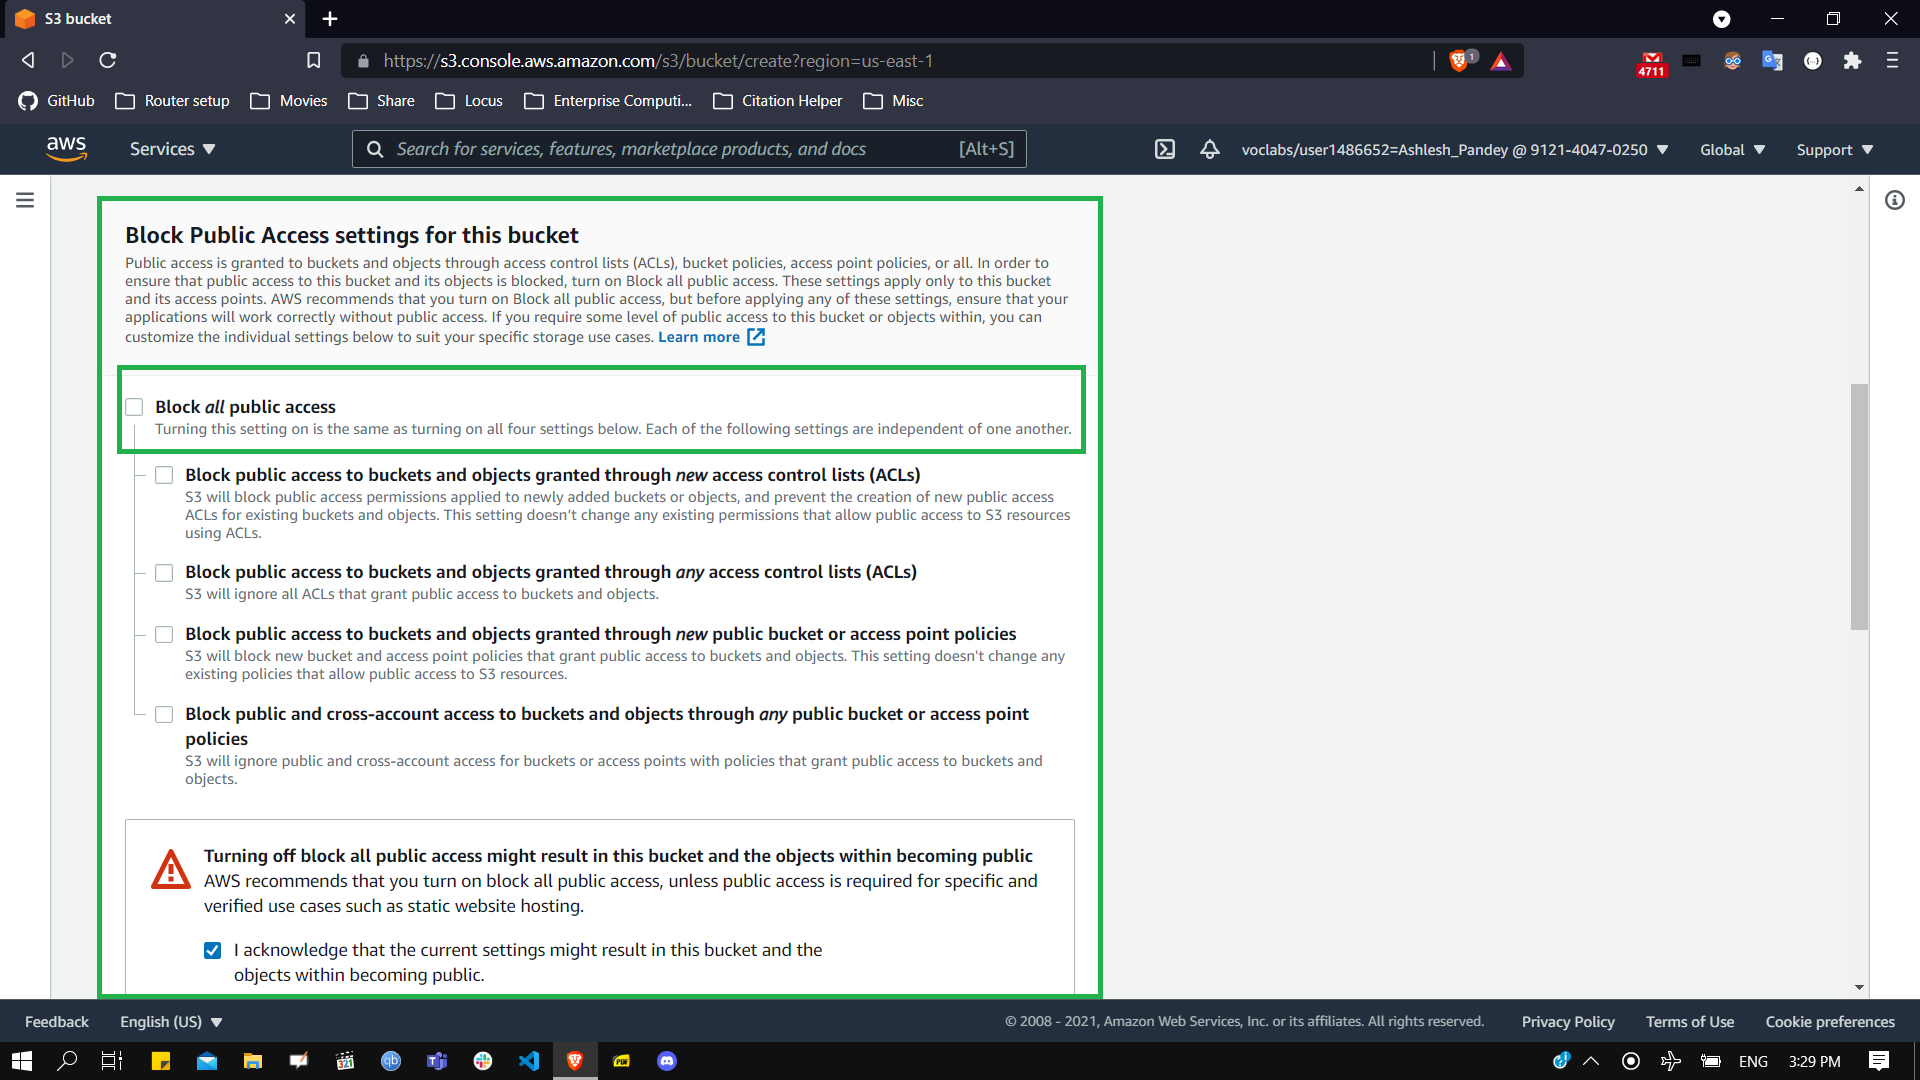 S3 bucket
https://s3.console.aws.amazon.com/s3/bucket/create?region=us-east-1
1
4711
GitHub Router setup Movies Share Locus Enterprise Computi... Citation Helper Misc
aws Services Search for services, features, marketplace products, and docs [Alt+S] voclabs/user1486652=Ashlesh_Pandey @ 9121-4047-0250 Global Support
Block Public Access settings for this bucket
Public access is granted to buckets and objects through access control lists (ACLs), bucket policies, access point policies, or all. In order to
ensure that public access to this bucket and its objects is blocked, turn on Block all public access. These settings apply only to this bucket
and its access points. AWS recommends that you turn on Block all public access, but before applying any of these settings, ensure that your
applications will work correctly without public access. If you require some level of public access to this bucket or objects within, you can
customize the individual settings below to suit your specific storage use cases. Learn more
Block all public access
Turning this setting on is the same as turning on all four settings below. Each of the following settings are independent of one another.
Block public access to buckets and objects granted through new access control lists (ACLs)
S3 will block public access permissions applied to newly added buckets or objects, and prevent the creation of new public access
ACLs for existing buckets and objects. This setting doesn't change any existing permissions that allow public access to S3 resources
using ACLs.
Block public access to buckets and objects granted through any access control lists (ACLs)
S3 will ignore all ACLs that grant public access to buckets and objects.
Block public access to buckets and objects granted through new public bucket or access point policies
S3 will block new bucket and access point policies that grant public access to buckets and objects. This setting doesn't change any
existing policies that allow public access to S3 resources.
Block public and cross-account access to buckets and objects through any public bucket or access point
policies
S3 will ignore public and cross-account access for buckets or access points with policies that grant public access to buckets and
objects.
Turning off block all public access might result in this bucket and the objects within becoming public
AWS recommends that you turn on block all public access, unless public access is required for specific and
verified use cases such as static website hosting.
I acknowledge that the current settings might result in this bucket and the
objects within becoming public.
Feedback English (US) © 2008 - 2021, Amazon Web Services, Inc. or its affiliates. All rights reserved. Privacy Policy Terms of Use Cookie preferences
321 qb PDF ENG 3:29 PM